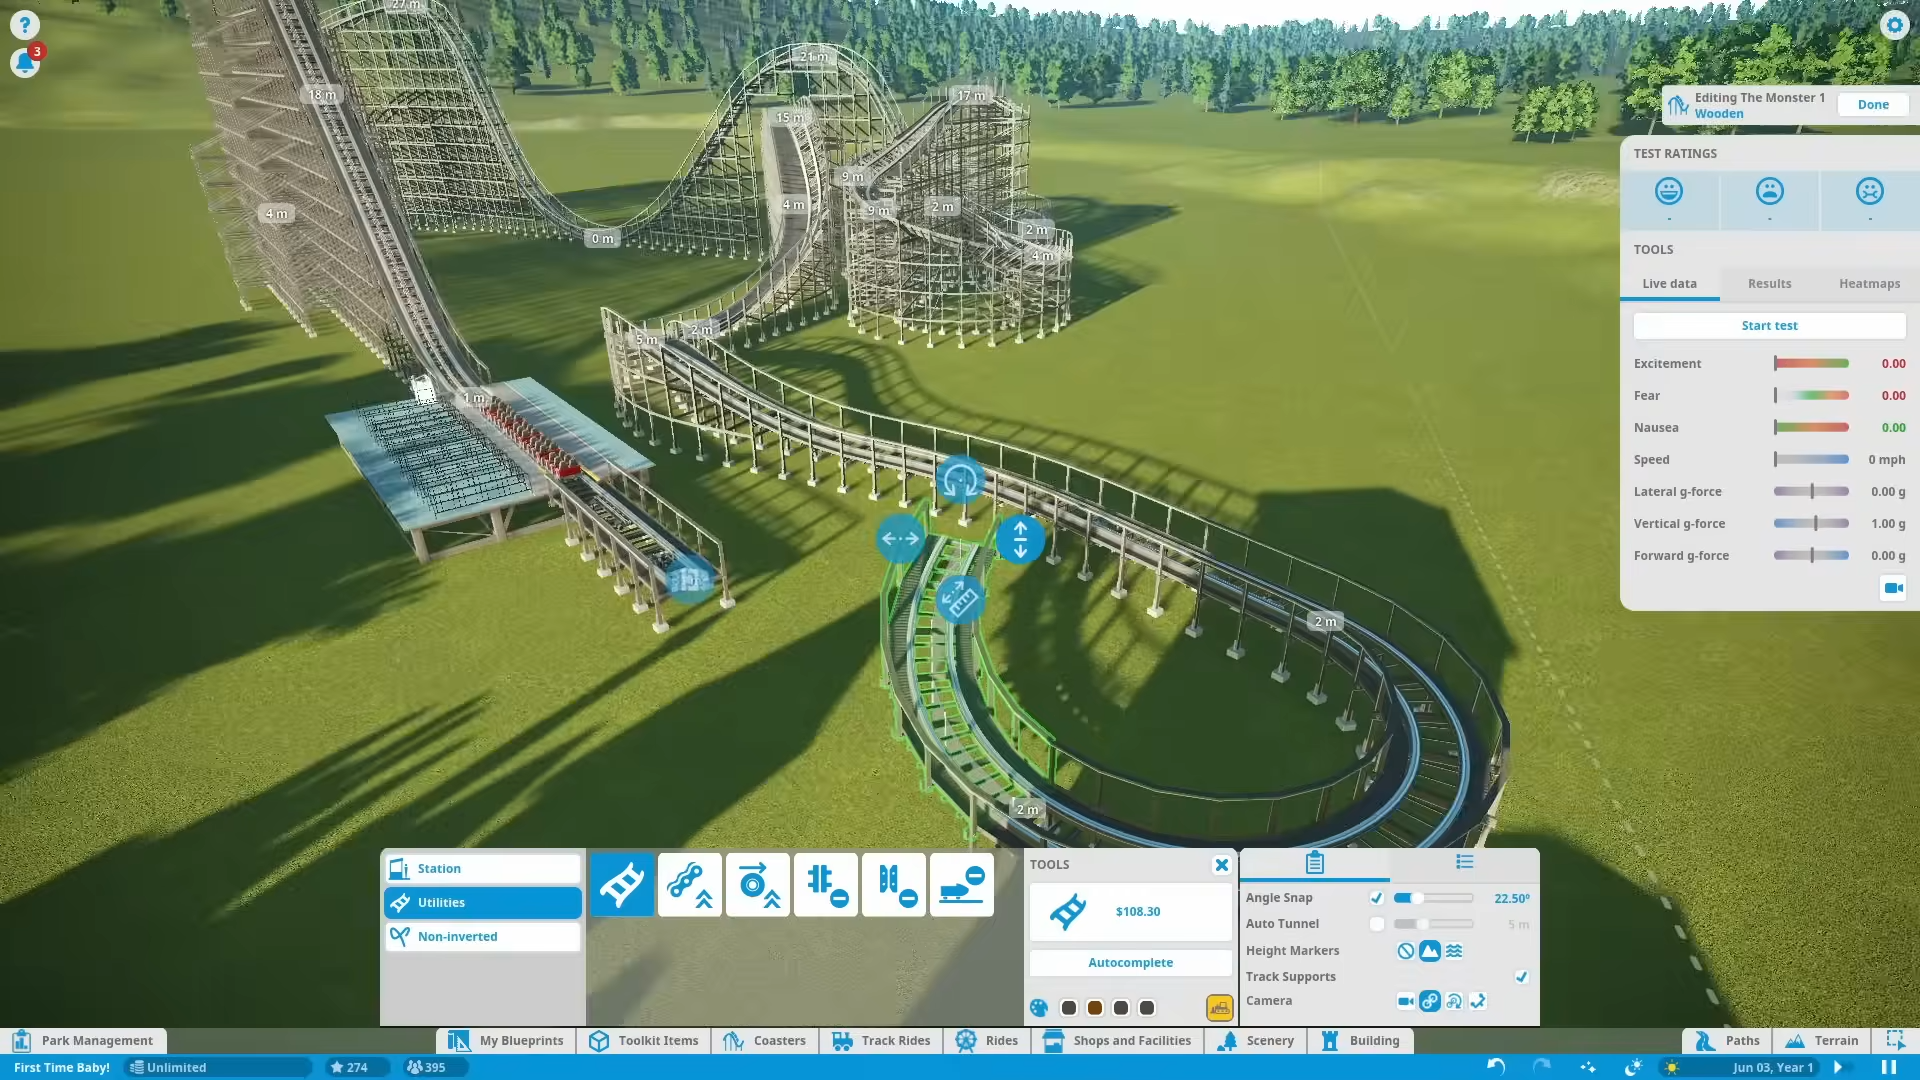 ?
3
27 m
21 m
18 m
17 m
15 m
9 m
4 m
9 m
2 m
4 m
2 m
0 m
4 m
5 m
2 m
1 m
2 m
2 m
Editing The Monster 1
Wooden
Done
TEST RATINGS
- - -
TOOLS
Live data Results Heatmaps
Start test
Excitement 0.00
Fear 0.00
Nausea 0.00
Speed 0 mph
Lateral g-force 0.00 g
Vertical g-force 1.00 g
Forward g-force 0.00 g
Station
Utilities
Non-inverted
TOOLS
$108.30
Autocomplete
Angle Snap 22.50°
Auto Tunnel 5 m
Height Markers
Track Supports
Camera
Park Management
My Blueprints
Toolkit Items
Coasters
Track Rides
Rides
Shops and Facilities
Scenery
Building
Paths
Terrain
First Time Baby!
Unlimited
274
395
Jun 03, Year 1